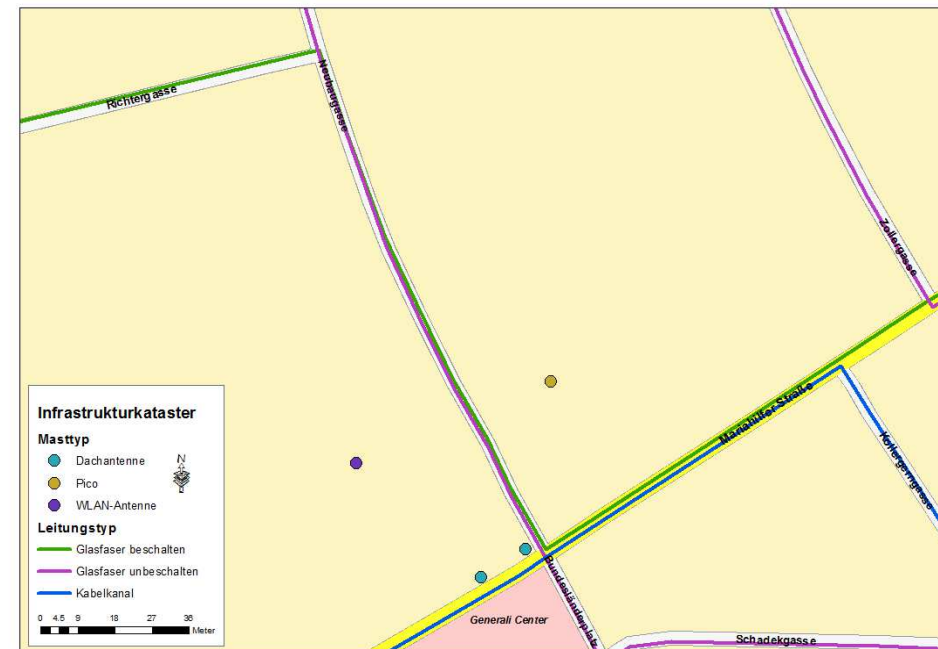 Richtergasse
Neubaugasse
Zollergasse
Mariahilfer Straße
Kollergerngasse
Bundesländerplatz
Generali Center
Schadekgasse
Infrastrukturkataster
Masttyp
Dachantenne
Pico
WLAN-Antenne
N
Leitungstyp
Glasfaser beschalten
Glasfaser unbeschalten
Kabelkanal
0 4.5 9 18 27 36
Meter